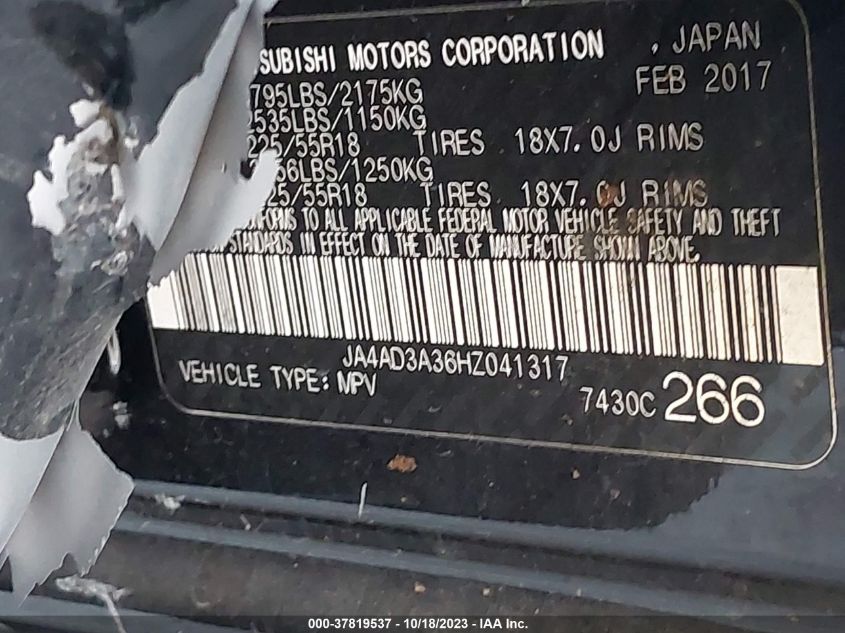 SUBISHI MOTORS CORPORATION , JAPAN
FEB 2017
795LBS/2175KG
2535LBS/1150KG
225/55R18 TIRES 18X7.0J RIMS
56LBS/1250KG
25/55R18 TIRES 18X7.0J RIMS
NFORMS TO ALL APPLICABLE FEDERAL MOTOR VEHICLE SAFETY AND THEFT
STANDARDS IN EFFECT ON THE DATE OF MANUFACTURE SHOWN ABOVE.
JA4AD3A36HZ041317
VEHICLE TYPE: MPV
7430C 266
000-37819537 - 10/18/2023 - © IAA Inc.